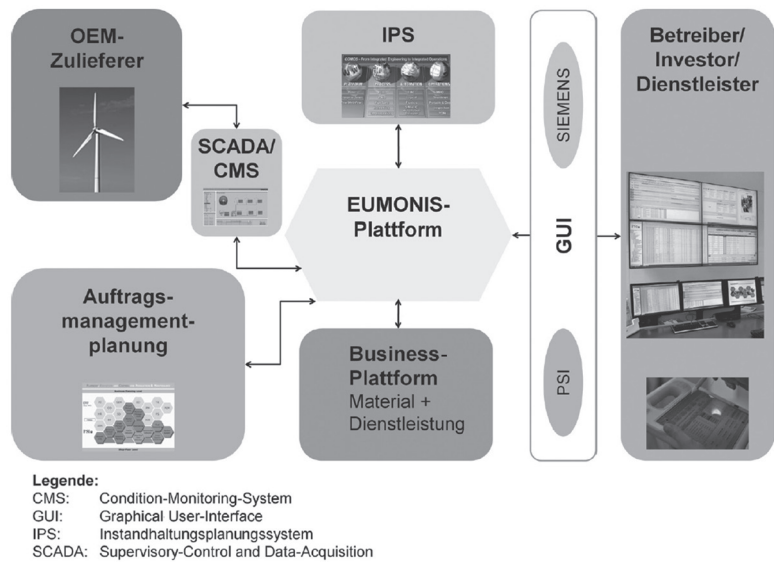 OEM-
Zulieferer
IPS
SCADA/
CMS
EUMONIS-
Plattform
Auftrags-
management-
planung
Business-
Plattform
Material +
Dienstleistung
SIEMENS
GUI
PSI
Betreiber/
Investor/
Dienstleister
Legende:
CMS: Condition-Monitoring-System
GUI: Graphical User-Interface
IPS: Instandhaltungsplanungssystem
SCADA: Supervisory-Control and Data-Acquisition